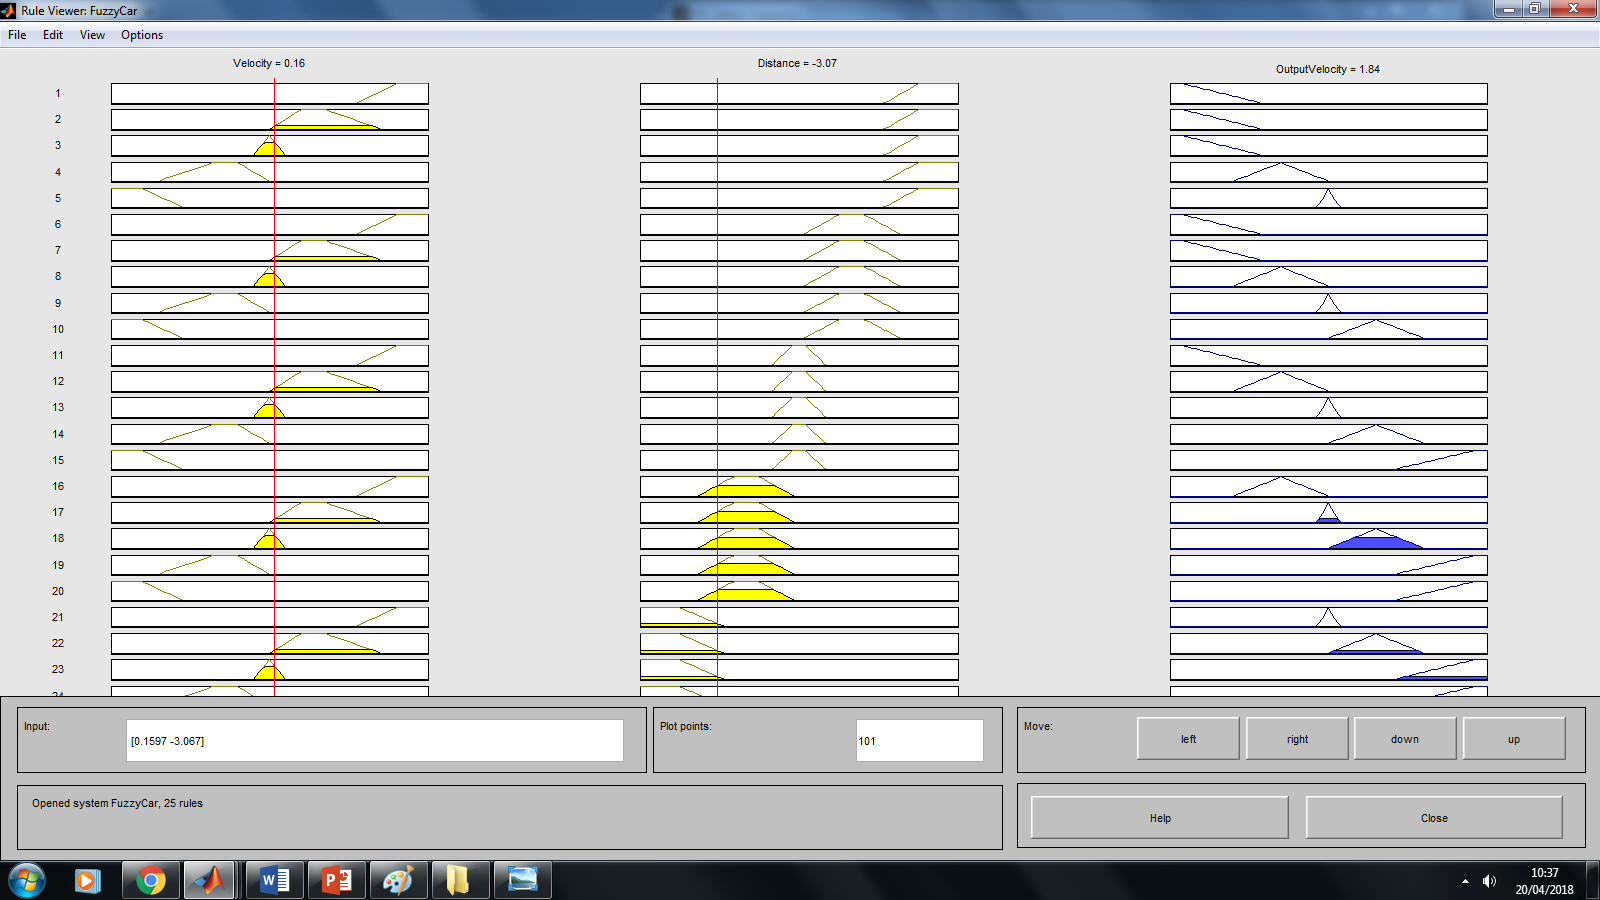 Rule Viewer: FuzzyCar
File Edit View Options
Velocity = 0.16
Distance = -3.07
OutputVelocity = 1.84
1
2
3
4
5
6
7
8
9
10
11
12
13
14
15
16
17
18
19
20
21
22
23
24
Input:
[0.1597 -3.067]
Plot points:
101
Move:
left
right
down
up
Opened system FuzzyCar, 25 rules
Help
Close
10:37
20/04/2018